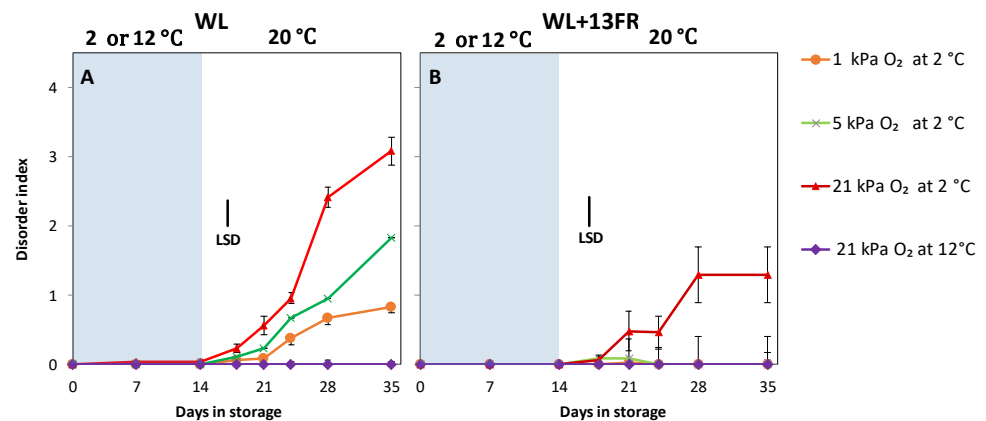 WL
2 or 12 °C
20 °C
A
Disorder index
4
3
2
1
0
LSD
0
7
14
21
28
35
Days in storage
WL+13FR
2 or 12 °C
20 °C
B
LSD
0
7
14
21
28
35
Days in storage
1 kPa O₂ at 2 °C
5 kPa O₂ at 2 °C
21 kPa O₂ at 2 °C
21 kPa O₂ at 12°C